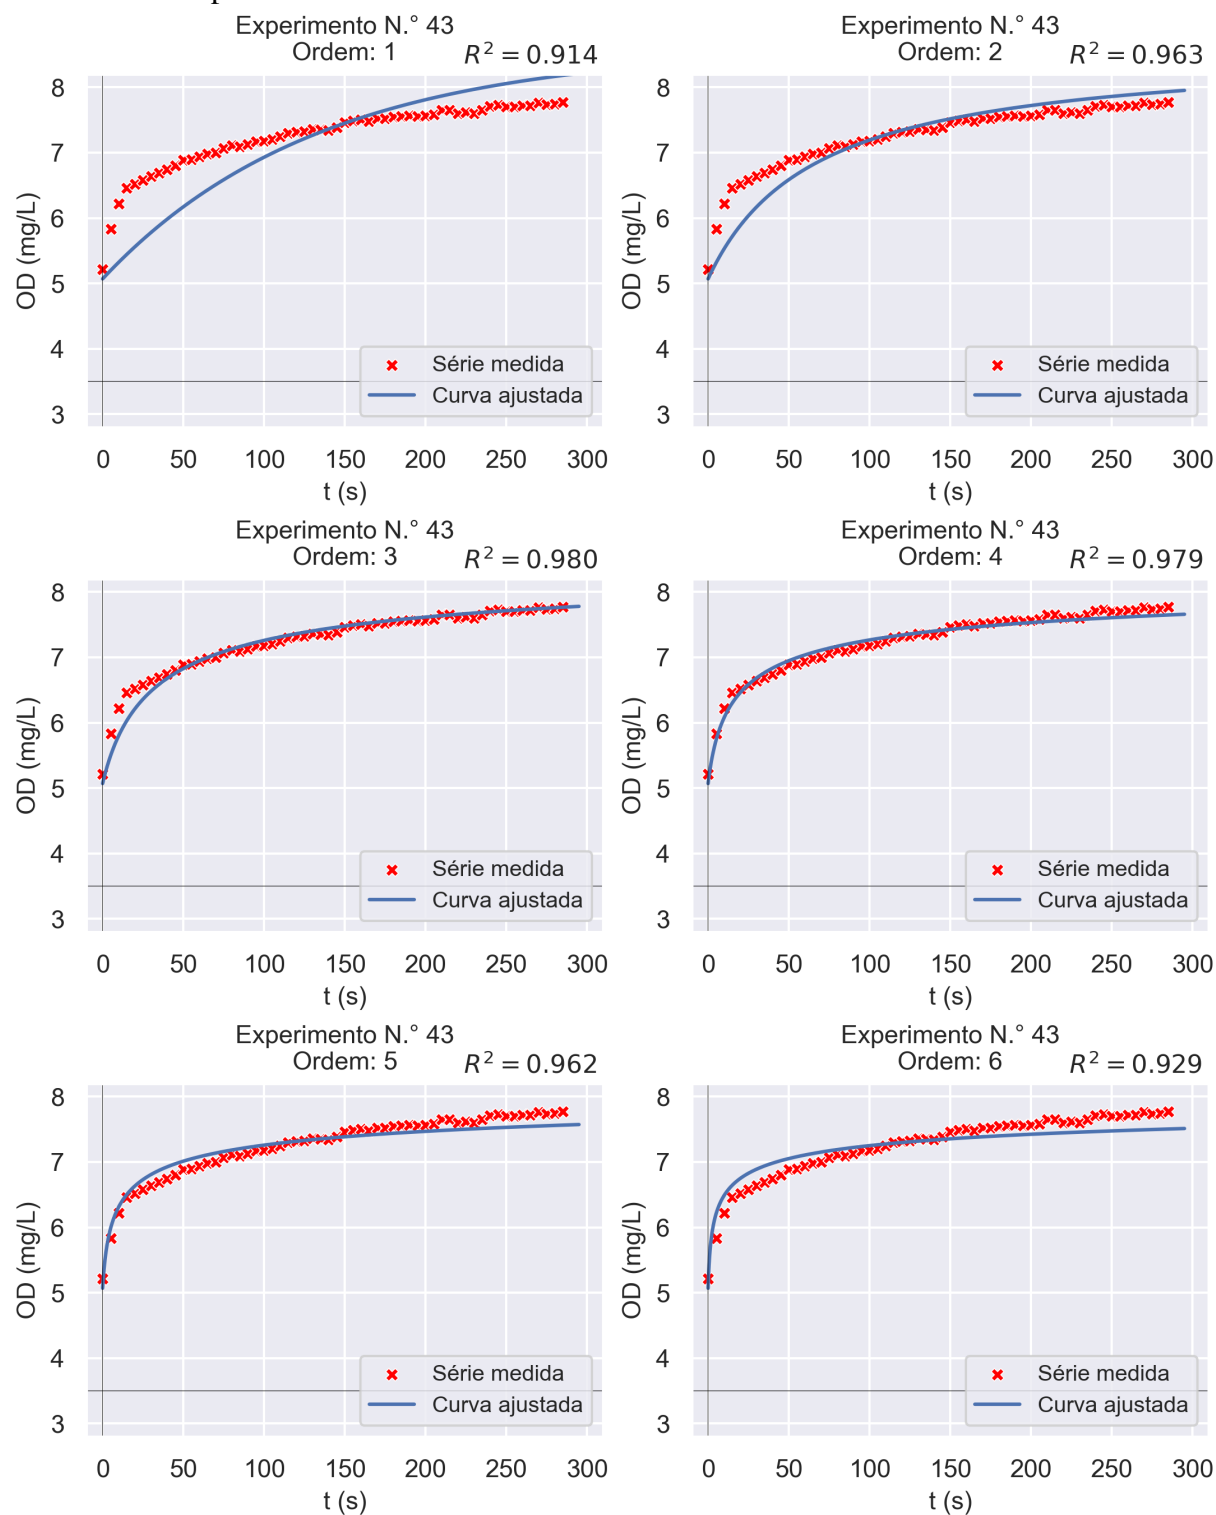 Experimento N.° 43
Ordem: 1
R² = 0.914
OD (mg/L)
8
7
6
5
4
3
Série medida
Curva ajustada
0 50 100 150 200 250 300
t (s)
Experimento N.° 43
Ordem: 2
R² = 0.963
OD (mg/L)
8
7
6
5
4
3
Série medida
Curva ajustada
0 50 100 150 200 250 300
t (s)
Experimento N.° 43
Ordem: 3
R² = 0.980
OD (mg/L)
8
7
6
5
4
3
Série medida
Curva ajustada
0 50 100 150 200 250 300
t (s)
Experimento N.° 43
Ordem: 4
R² = 0.979
OD (mg/L)
8
7
6
5
4
3
Série medida
Curva ajustada
0 50 100 150 200 250 300
t (s)
Experimento N.° 43
Ordem: 5
R² = 0.962
OD (mg/L)
8
7
6
5
4
3
Série medida
Curva ajustada
0 50 100 150 200 250 300
t (s)
Experimento N.° 43
Ordem: 6
R² = 0.929
OD (mg/L)
8
7
6
5
4
3
Série medida
Curva ajustada
0 50 100 150 200 250 300
t (s)